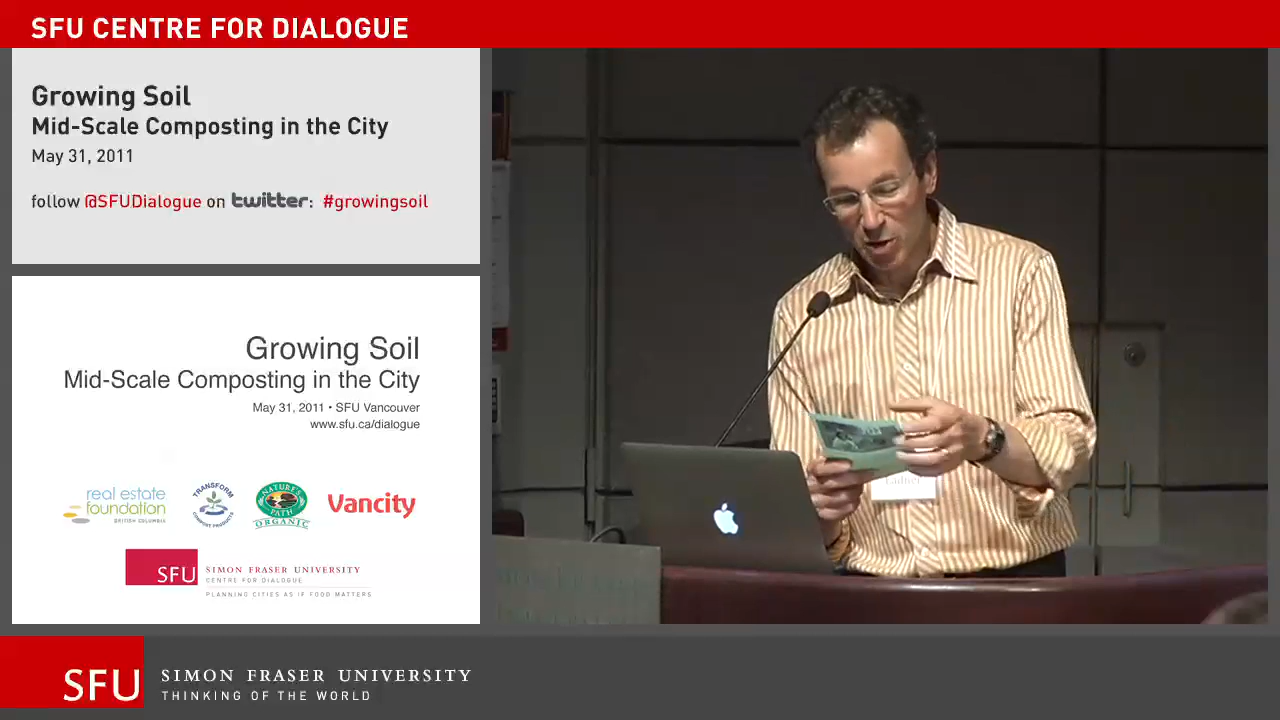 SFU CENTRE FOR DIALOGUE
Growing Soil
Mid-Scale Composting in the City
May 31, 2011
follow @SFUDialogue on twitter: #growingsoil
Growing Soil
Mid-Scale Composting in the City
May 31, 2011 • SFU Vancouver
www.sfu.ca/dialogue
real estate
foundation
BRITISH COLUMBIA
TRANSFORM
COMPOST PRODUCTS
NATURE'S
PATH
ORGANIC
Vancity
SFU
SIMON FRASER UNIVERSITY
CENTRE FOR DIALOGUE
PLANNING CITIES AS IF FOOD MATTERS
Ladner
SFU
SIMON FRASER UNIVERSITY
THINKING OF THE WORLD